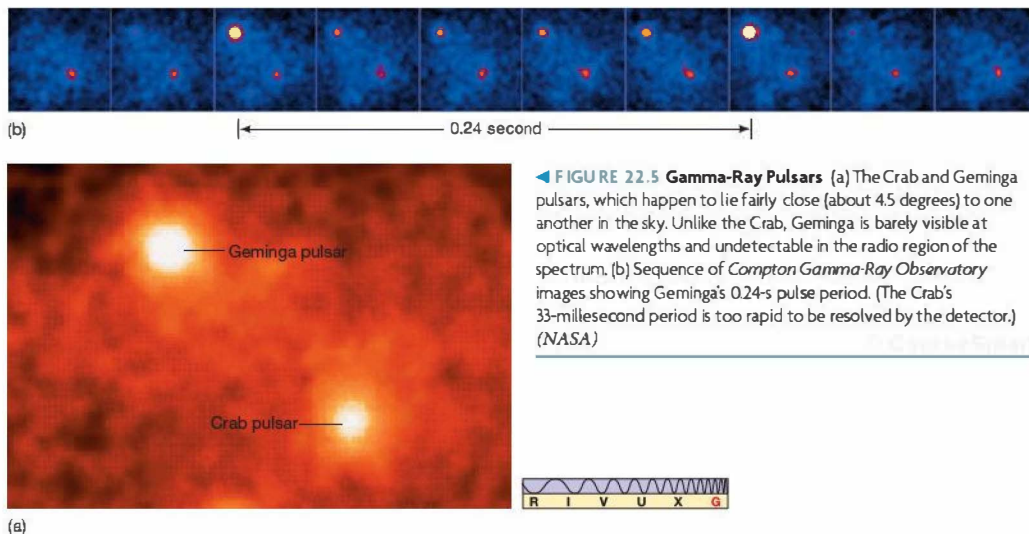 (b)
0.24 second
◀ FIGURE 22.5 Gamma-Ray Pulsars (a) The Crab and Geminga
pulsars, which happen to lie fairly close (about 4.5 degrees) to one
another in the sky. Unlike the Crab, Geminga is barely visible at
optical wavelengths and undetectable in the radio region of the
spectrum. (b) Sequence of Compton Gamma-Ray Observatory
images showing Geminga's 0.24-s pulse period. (The Crab's
33-millesecond period is too rapid to be resolved by the detector.)
(NASA)
Geminga pulsar
Crab pulsar
R I V U X G
(a)